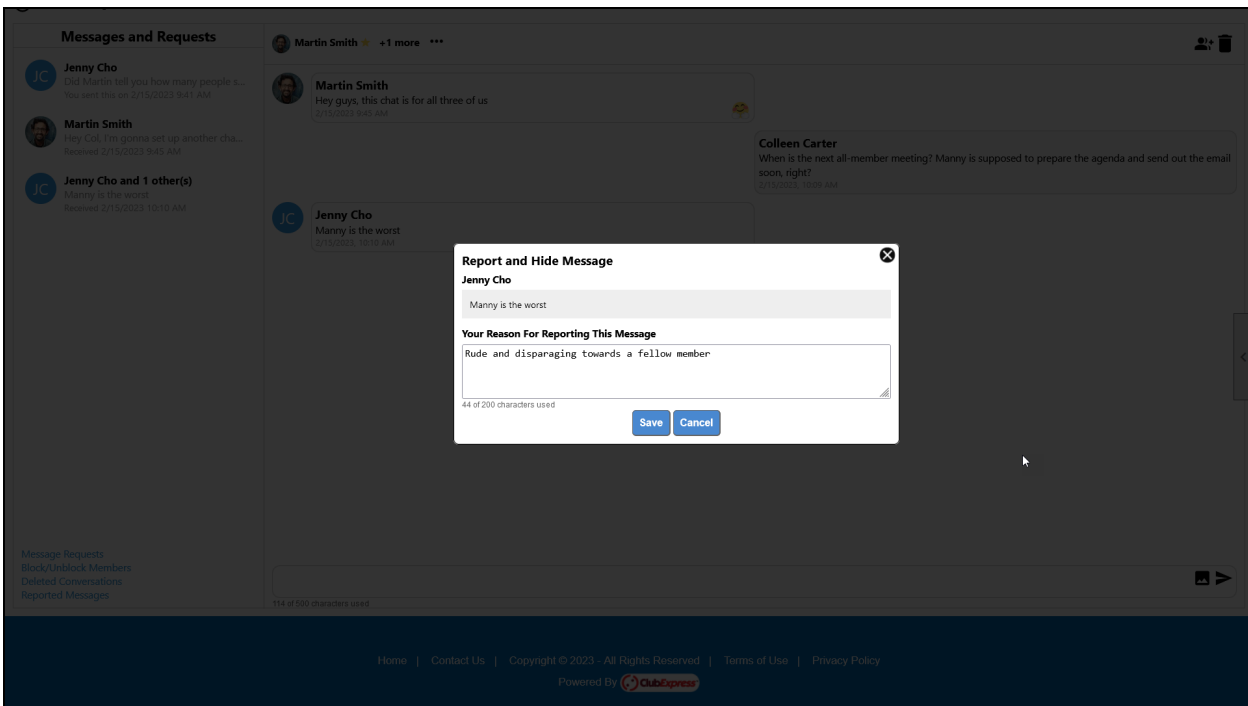 Messages and Requests
Martin Smith +1 more •••
JC
Jenny Cho
Did Martin tell you how many people s...
You sent this on 2/15/2023 9:41 AM
Martin Smith
Hey Col, I'm gonna set up another cha...
Received 2/15/2023 9:45 AM
JC
Jenny Cho and 1 other(s)
Manny is the worst
Received 2/15/2023 10:10 AM
Martin Smith
Hey guys, this chat is for all three of us
2/15/2023 9:45 AM
Colleen Carter
When is the next all-member meeting? Manny is supposed to prepare the agenda and send out the email
soon, right?
2/15/2023, 10:09 AM
JC
Jenny Cho
Manny is the worst
2/15/2023, 10:10 AM
Report and Hide Message
Jenny Cho
Manny is the worst
Your Reason For Reporting This Message
Rude and disparaging towards a fellow member
44 of 200 characters used
Save Cancel
Message Requests
Block/Unblock Members
Deleted Conversations
Reported Messages
114 of 500 characters used
Home | Contact Us | Copyright © 2023 - All Rights Reserved | Terms of Use | Privacy Policy
Powered By ClubExpress